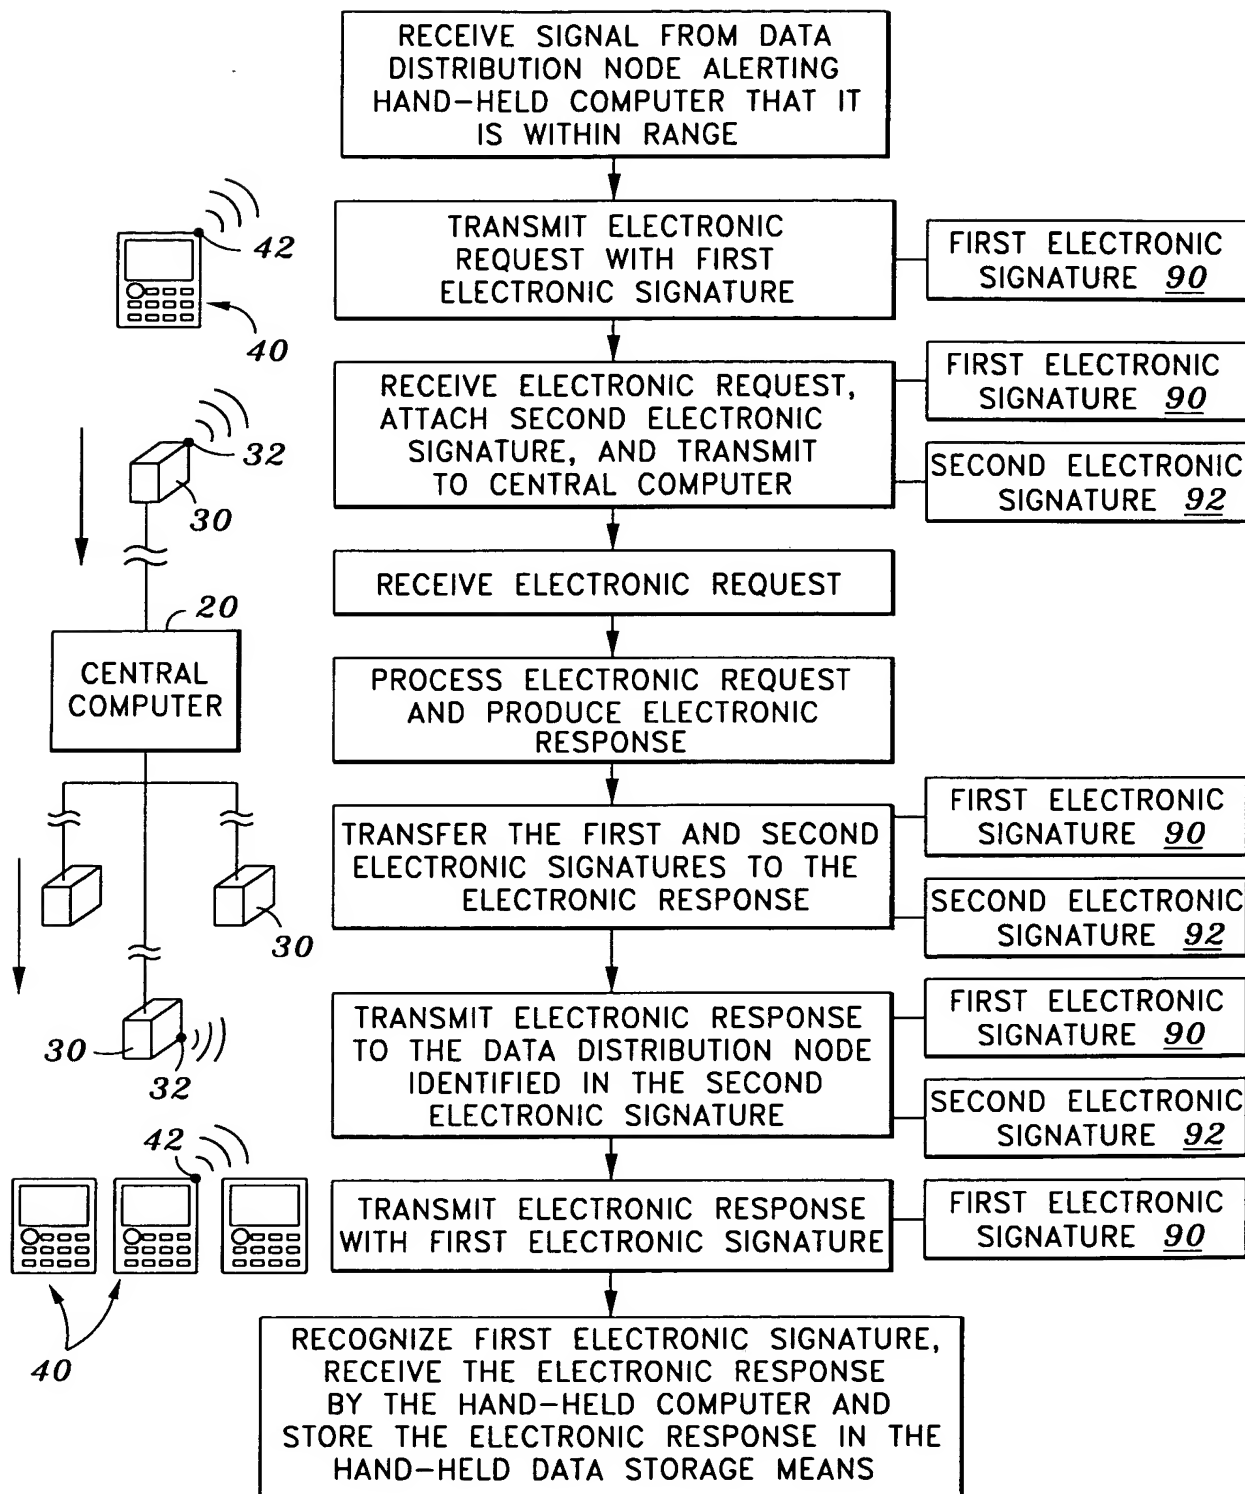 RECEIVE SIGNAL FROM DATA
DISTRIBUTION NODE ALERTING
HAND-HELD COMPUTER THAT IT
IS WITHIN RANGE
42
40
TRANSMIT ELECTRONIC
REQUEST WITH FIRST
ELECTRONIC SIGNATURE
FIRST ELECTRONIC
SIGNATURE 90
32
30
RECEIVE ELECTRONIC REQUEST,
ATTACH SECOND ELECTRONIC
SIGNATURE, AND TRANSMIT
TO CENTRAL COMPUTER
FIRST ELECTRONIC
SIGNATURE 90
SECOND ELECTRONIC
SIGNATURE 92
RECEIVE ELECTRONIC REQUEST
20
CENTRAL
COMPUTER
PROCESS ELECTRONIC REQUEST
AND PRODUCE ELECTRONIC
RESPONSE
TRANSFER THE FIRST AND SECOND
ELECTRONIC SIGNATURES TO THE
ELECTRONIC RESPONSE
FIRST ELECTRONIC
SIGNATURE 90
SECOND ELECTRONIC
SIGNATURE 92
30
30
32
TRANSMIT ELECTRONIC RESPONSE
TO THE DATA DISTRIBUTION NODE
IDENTIFIED IN THE SECOND
ELECTRONIC SIGNATURE
FIRST ELECTRONIC
SIGNATURE 90
SECOND ELECTRONIC
SIGNATURE 92
42
40
TRANSMIT ELECTRONIC RESPONSE
WITH FIRST ELECTRONIC SIGNATURE
FIRST ELECTRONIC
SIGNATURE 90
RECOGNIZE FIRST ELECTRONIC SIGNATURE,
RECEIVE THE ELECTRONIC RESPONSE
BY THE HAND-HELD COMPUTER AND
STORE THE ELECTRONIC RESPONSE IN THE
HAND-HELD DATA STORAGE MEANS